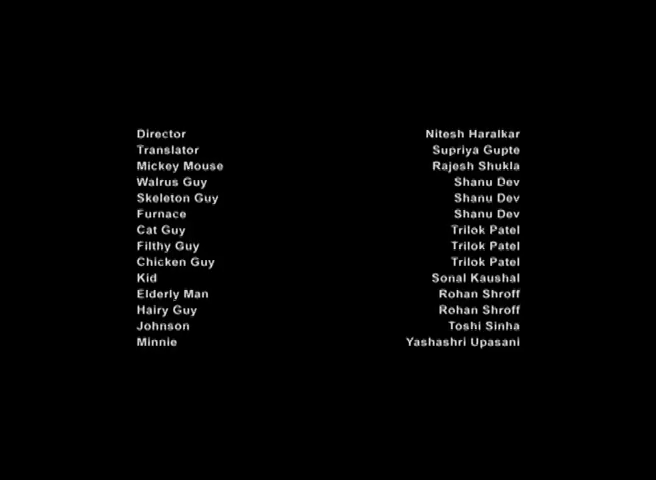 Director Nitesh Haralkar
Translator Supriya Gupte
Mickey Mouse Rajesh Shukla
Walrus Guy Shanu Dev
Skeleton Guy Shanu Dev
Furnace Shanu Dev
Cat Guy Trilok Patel
Filthy Guy Trilok Patel
Chicken Guy Trilok Patel
Kid Sonal Kaushal
Elderly Man Rohan Shroff
Hairy Guy Rohan Shroff
Johnson Toshi Sinha
Minnie Yashashri Upasani